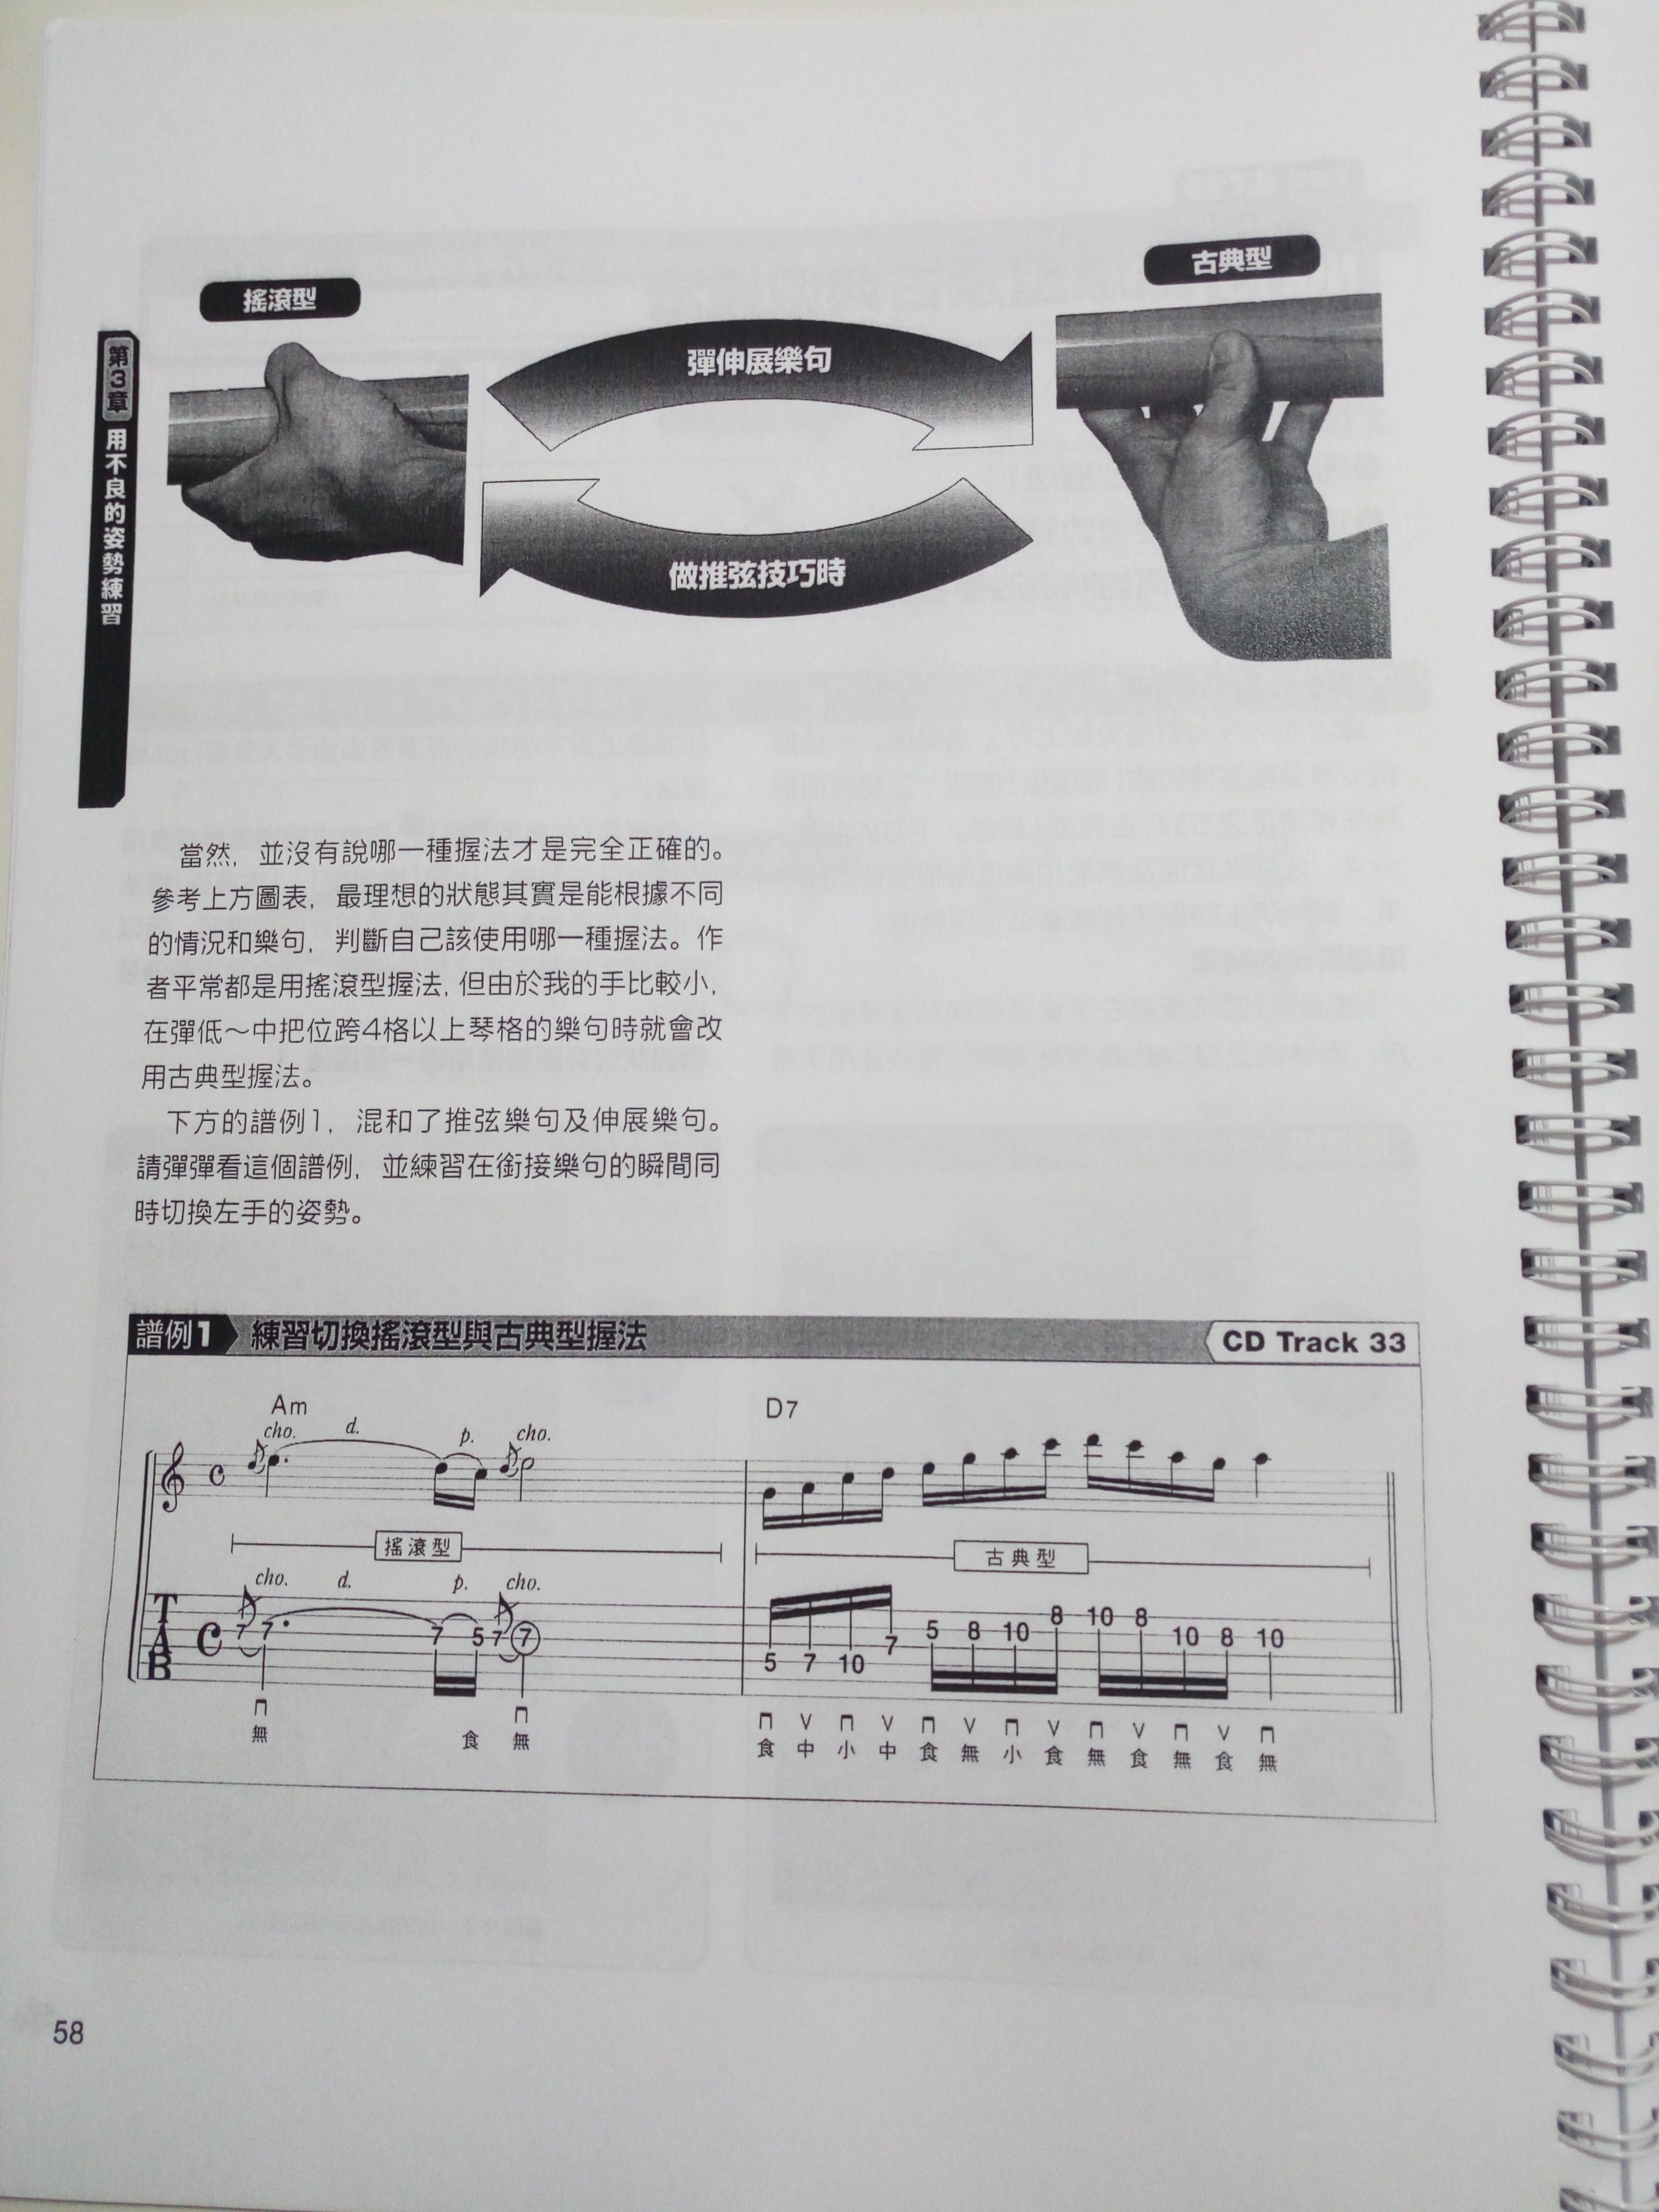 搖滾型
古典型
彈伸展樂句
做推弦技巧時
第3章 用不良的姿勢練習
當然，並沒有說哪一種握法才是完全正確的。
參考上方圖表，最理想的狀態其實是能根據不同
的情況和樂句，判斷自己該使用哪一種握法。作
者平常都是用搖滾型握法，但由於我的手比較小，
在彈低～中把位跨4格以上琴格的樂句時就會改
用古典型握法。
下方的譜例1，混和了推弦樂句及伸展樂句。
請彈彈看這個譜例，並練習在銜接樂句的瞬間同
時切換左手的姿勢。
譜例1 練習切換搖滾型與古典型握法 CD Track 33
Am D7
cho. d. p. cho.
搖滾型 古典型
cho. d. p. cho.
TAB
7 7 7 5 7 7 5 7 10 7 5 8 10 8 10 8 10 8 10
無 食 無 食 中 小 中 食 無 小 食 無 食 無 食 無
58